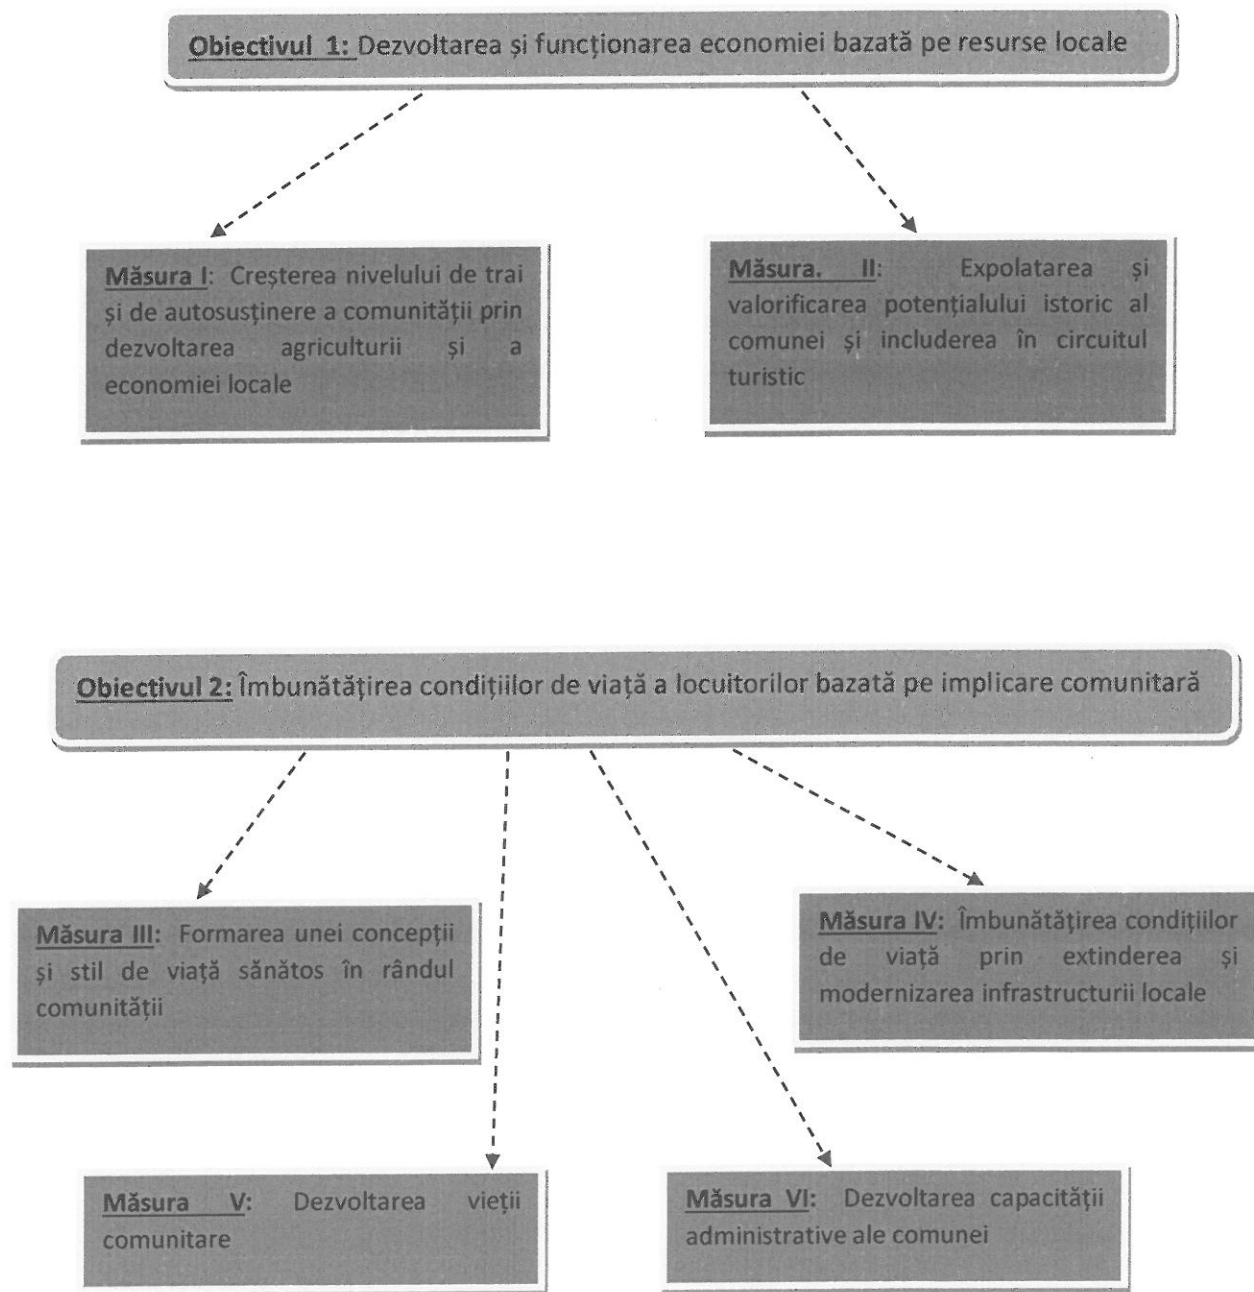 Obiectivul 1: Dezvoltarea și funcționarea economiei bazată pe resurse locale
Măsura I: Creșterea nivelului de trai
și de autosusținere a comunității prin
dezvoltarea agriculturii și a
economiei locale
Măsura. II: Expolatarea și
valorificarea potențialului istoric al
comunei și includerea în circuitul
turistic
Obiectivul 2: Îmbunătățirea condițiilor de viață a locuitorilor bazată pe implicare comunitară
Măsura III: Formarea unei concepții
și stil de viață sănătos în rândul
comunității
Măsura IV: Îmbunătățirea condițiilor
de viață prin extinderea și
modernizarea infrastructurii locale
Măsura V: Dezvoltarea vieții
comunitare
Măsura VI: Dezvoltarea capacității
administrative ale comunei